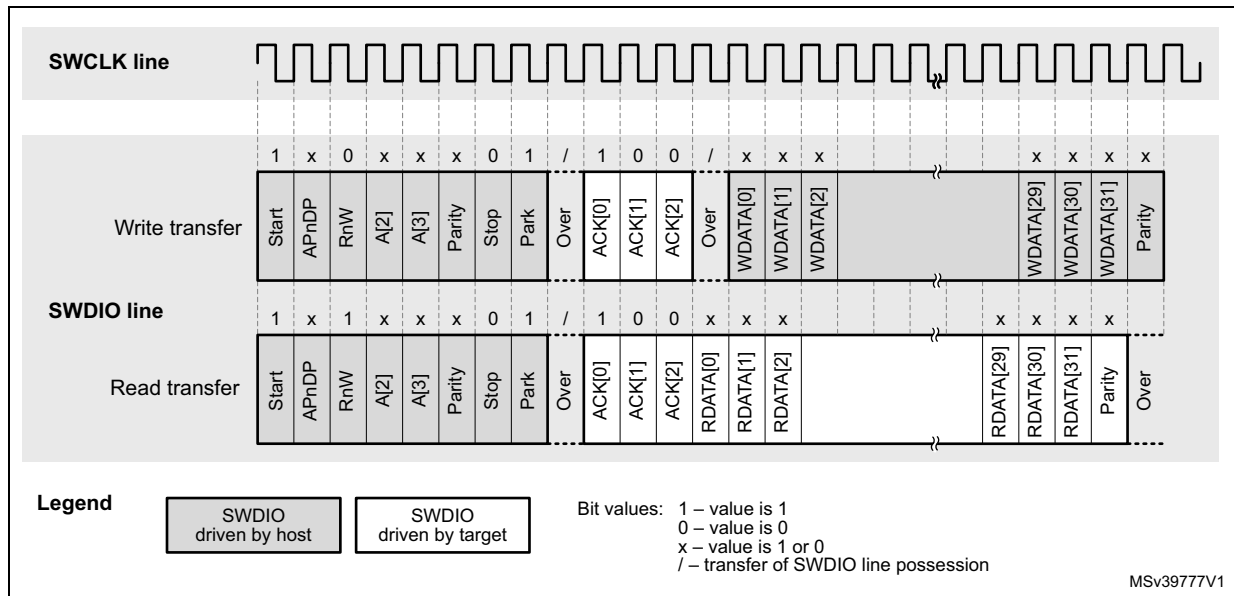 SWCLK line
1 x 0 x x x 0 1 / 1 0 0 / x x x x x x x
Write transfer
Start APnDP RnW A[2] A[3] Parity Stop Park Over ACK[0] ACK[1] ACK[2] Over WDATA[0] WDATA[1] WDATA[2] WDATA[29] WDATA[30] WDATA[31] Parity
SWDIO line
1 x 1 x x x 0 1 / 1 0 0 x x x x x x x
Read transfer
Start APnDP RnW A[2] A[3] Parity Stop Park Over ACK[0] ACK[1] ACK[2] RDATA[0] RDATA[1] RDATA[2] RDATA[29] RDATA[30] RDATA[31] Parity Over
Legend
SWDIO
driven by host
SWDIO
driven by target
Bit values: 1 – value is 1
0 – value is 0
x – value is 1 or 0
/ – transfer of SWDIO line possession
MSv39777V1